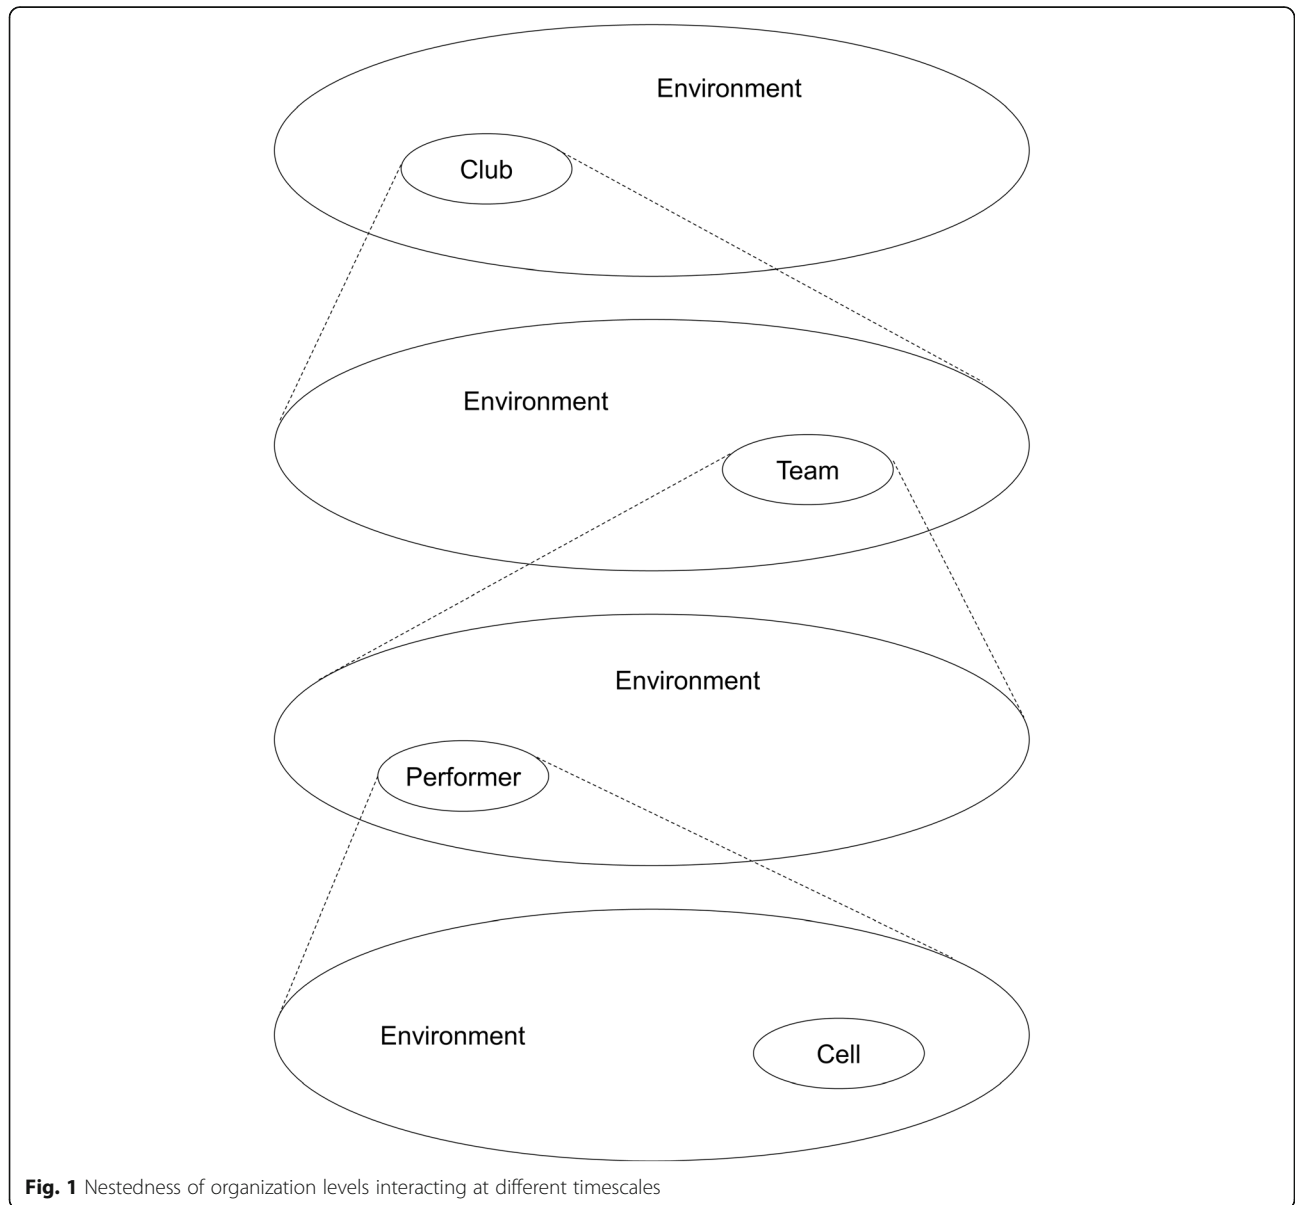 Environment
Club
Environment
Team
Environment
Performer
Environment
Cell
Fig. 1 Nestedness of organization levels interacting at different timescales